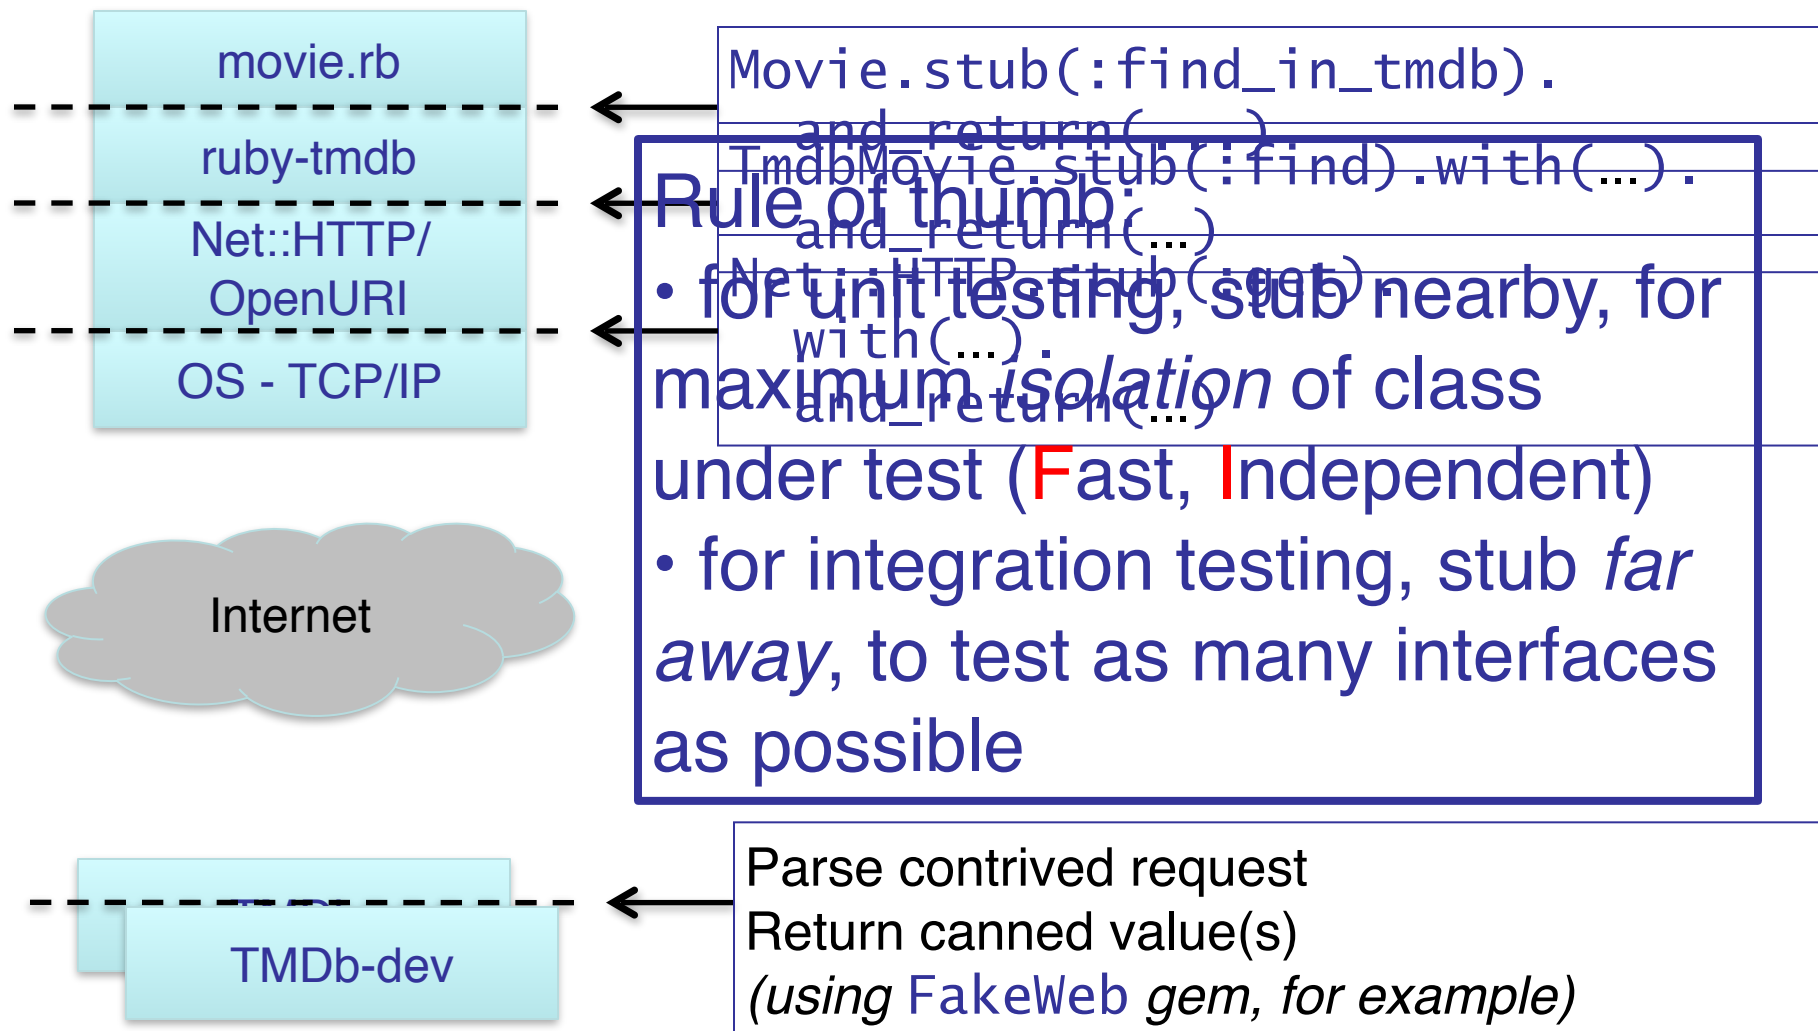 movie.rb
ruby-tmdb
Net::HTTP/
OpenURI
OS - TCP/IP
Internet
TMDb-dev
Movie.stub(:find_in_tmdb).
and_return(...)
TmdbMovie.stub(:find).with(…).
and_return(…)
Net::HTTP.stub(:get).
with(…).
and_return(…)
Rule of thumb:
• for unit testing, stub nearby, for
maximum isolation of class
under test (Fast, Independent)
• for integration testing, stub far
away, to test as many interfaces
as possible
Parse contrived request
Return canned value(s)
(using FakeWeb gem, for example)